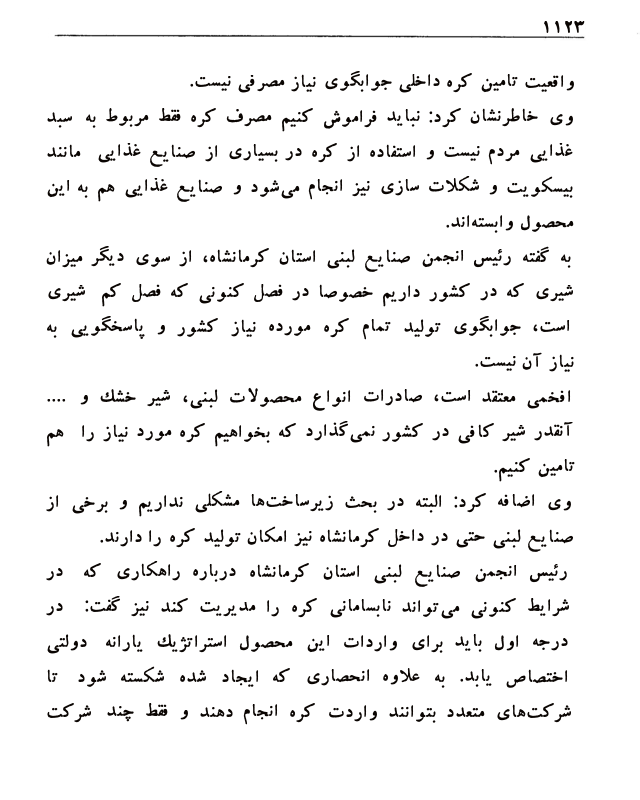 ۱۱۲۳
واقعیت تامین کره داخلی جوابگوی نیاز مصرفی نیست.
وی خاطرنشان کرد: نباید فراموش کنیم مصرف کره فقط مربوط به سبد
غذایی مردم نیست و استفاده از کره در بسیاری از صنایع غذایی مانند
بیسکویت و شکلات سازی نیز انجام می‌شود و صنایع غذایی هم به این
محصول وابسته‌اند.
به گفته رئیس انجمن صنایع لبنی استان کرمانشاه، از سوی دیگر میزان
شیری که در کشور داریم خصوصا در فصل کنونی که فصل کم شیری
است، جوابگوی تولید تمام کره مورده نیاز کشور و پاسخگویی به
نیاز آن نیست.
افخمی معتقد است، صادرات انواع محصولات لبنی، شیر خشك و ....
آنقدر شیر کافی در کشور نمی‌گذارد که بخواهیم کره مورد نیاز را هم
تامین کنیم.
وی اضافه کرد: البته در بحث زیرساخت‌ها مشکلی نداریم و برخی از
صنایع لبنی حتی در داخل کرمانشاه نیز امکان تولید کره را دارند.
رئیس انجمن صنایع لبنی استان کرمانشاه درباره راهکاری که در
شرایط کنونی می‌تواند نابسامانی کره را مدیریت کند نیز گفت: در
درجه اول باید برای واردات این محصول استراتژیك یارانه دولتی
اختصاص یابد. به علاوه انحصاری که ایجاد شده شکسته شود تا
شرکت‌های متعدد بتوانند واردت کره انجام دهند و فقط چند شرکت